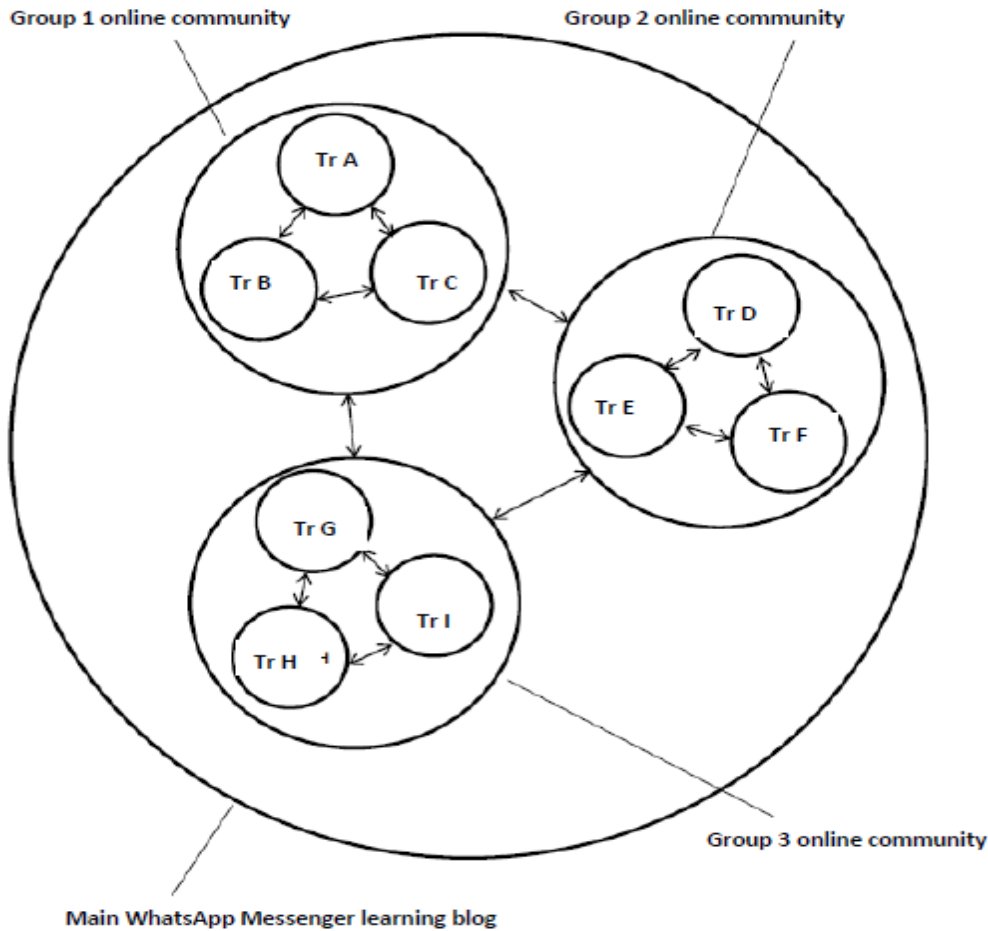 Group 1 online community
Group 2 online community
Tr A
Tr B
Tr C
Tr D
Tr E
Tr F
Tr G
Tr I
Tr H
Group 3 online community
Main WhatsApp Messenger learning blog